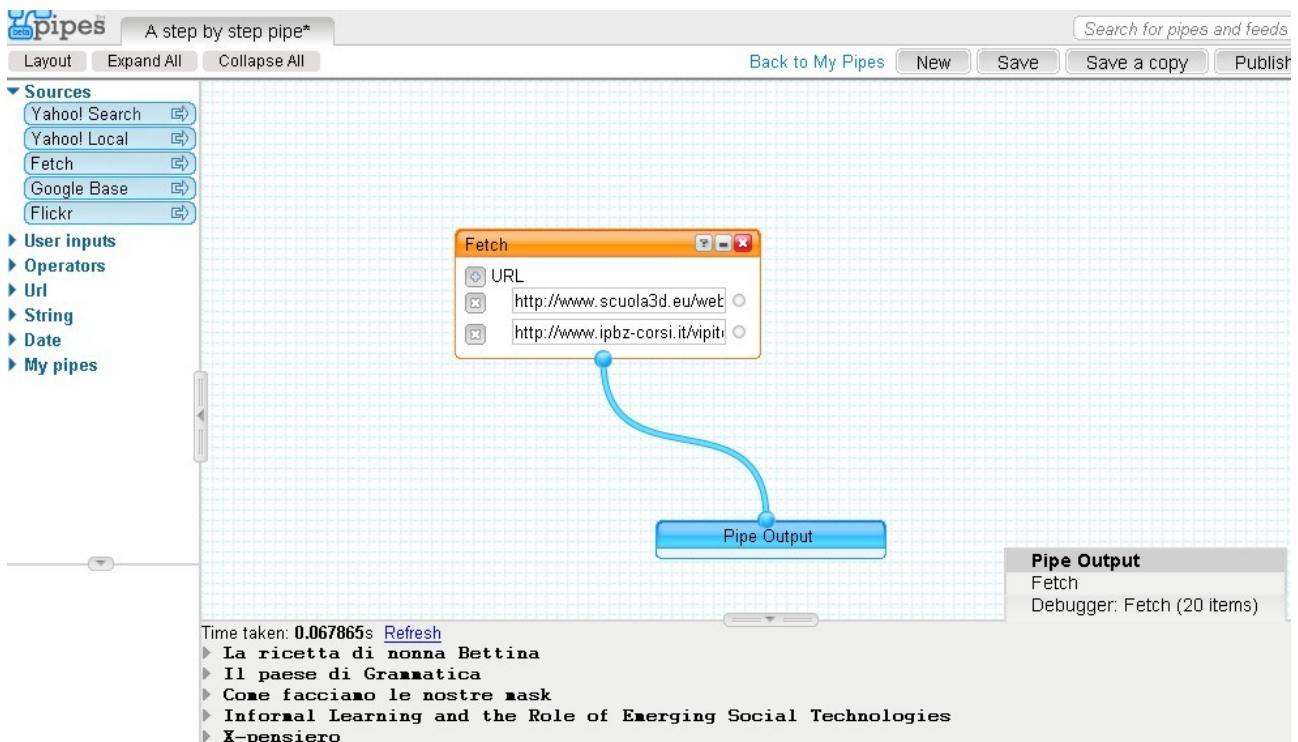 pipes
beta
A step by step pipe*
Search for pipes and feeds
Layout Expand All Collapse All
Back to My Pipes New Save Save a copy Publish
Sources
Yahoo! Search
Yahoo! Local
Fetch
Google Base
Flickr
User inputs
Operators
Url
String
Date
My pipes
Fetch
URL
http://www.scuola3d.eu/web
http://www.ipbz-corsi.it/vipit
Pipe Output
Pipe Output
Fetch
Debugger: Fetch (20 items)
Time taken: 0.067865s Refresh
La ricetta di nonna Bettina
Il paese di Grammatica
Come facciamo le nostre mask
Informal Learning and the Role of Emerging Social Technologies
X-pensiero